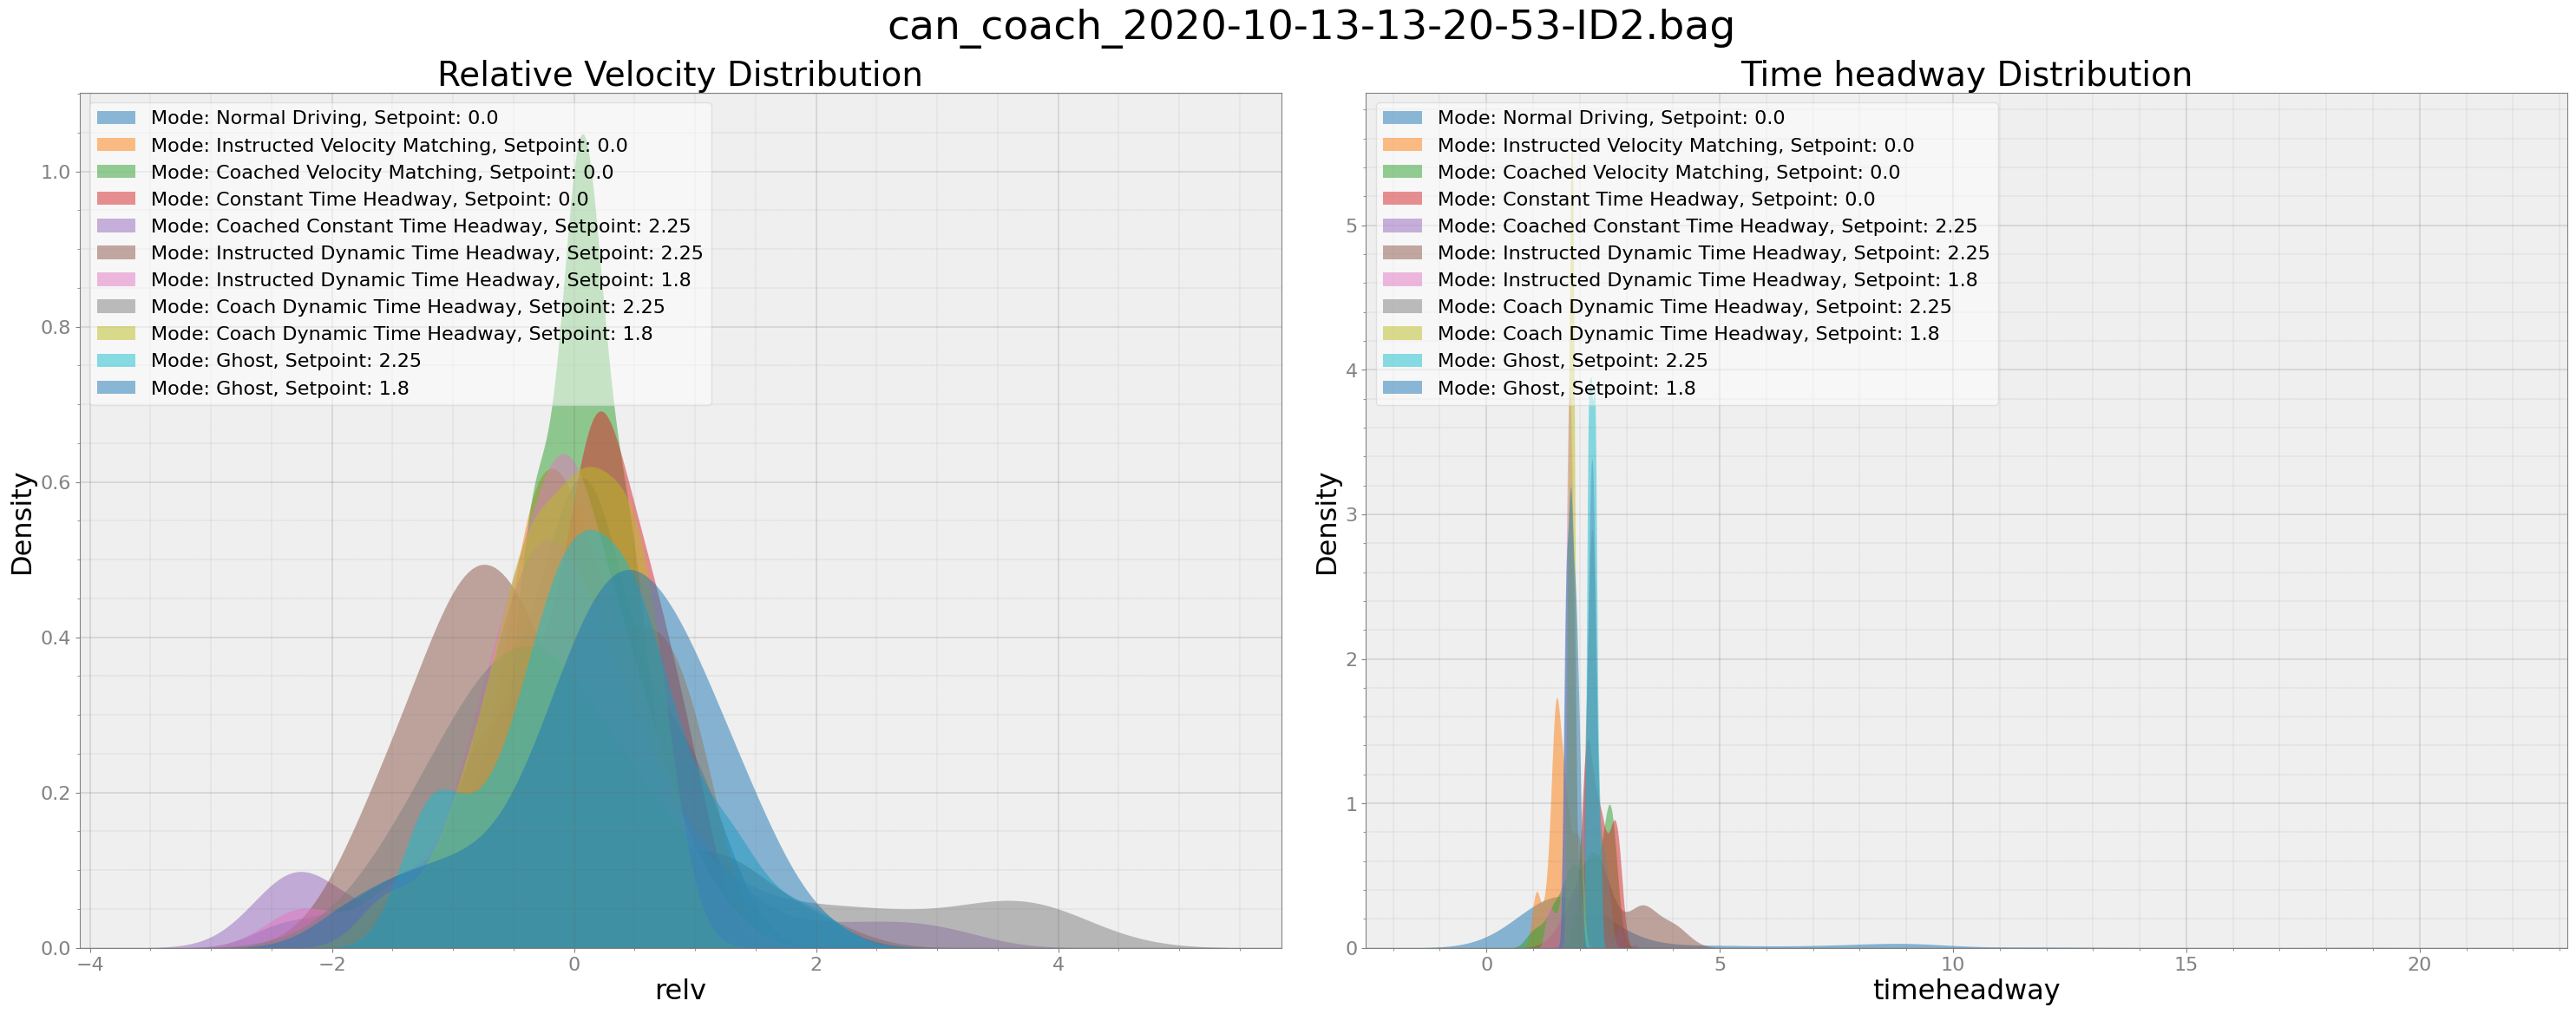 can_coach_2020-10-13-13-20-53-ID2.bag
Relative Velocity Distribution
Mode: Normal Driving, Setpoint: 0.0
Mode: Instructed Velocity Matching, Setpoint: 0.0
Mode: Coached Velocity Matching, Setpoint: 0.0
Mode: Constant Time Headway, Setpoint: 0.0
Mode: Coached Constant Time Headway, Setpoint: 2.25
Mode: Instructed Dynamic Time Headway, Setpoint: 2.25
Mode: Instructed Dynamic Time Headway, Setpoint: 1.8
Mode: Coach Dynamic Time Headway, Setpoint: 2.25
Mode: Coach Dynamic Time Headway, Setpoint: 1.8
Mode: Ghost, Setpoint: 2.25
Mode: Ghost, Setpoint: 1.8
Density
1.0
0.8
0.6
0.4
0.2
0.0
−4
−2
0
2
4
relv
Time headway Distribution
Mode: Normal Driving, Setpoint: 0.0
Mode: Instructed Velocity Matching, Setpoint: 0.0
Mode: Coached Velocity Matching, Setpoint: 0.0
Mode: Constant Time Headway, Setpoint: 0.0
Mode: Coached Constant Time Headway, Setpoint: 2.25
Mode: Instructed Dynamic Time Headway, Setpoint: 2.25
Mode: Instructed Dynamic Time Headway, Setpoint: 1.8
Mode: Coach Dynamic Time Headway, Setpoint: 2.25
Mode: Coach Dynamic Time Headway, Setpoint: 1.8
Mode: Ghost, Setpoint: 2.25
Mode: Ghost, Setpoint: 1.8
Density
5
4
3
2
1
0
0
5
10
15
20
timeheadway